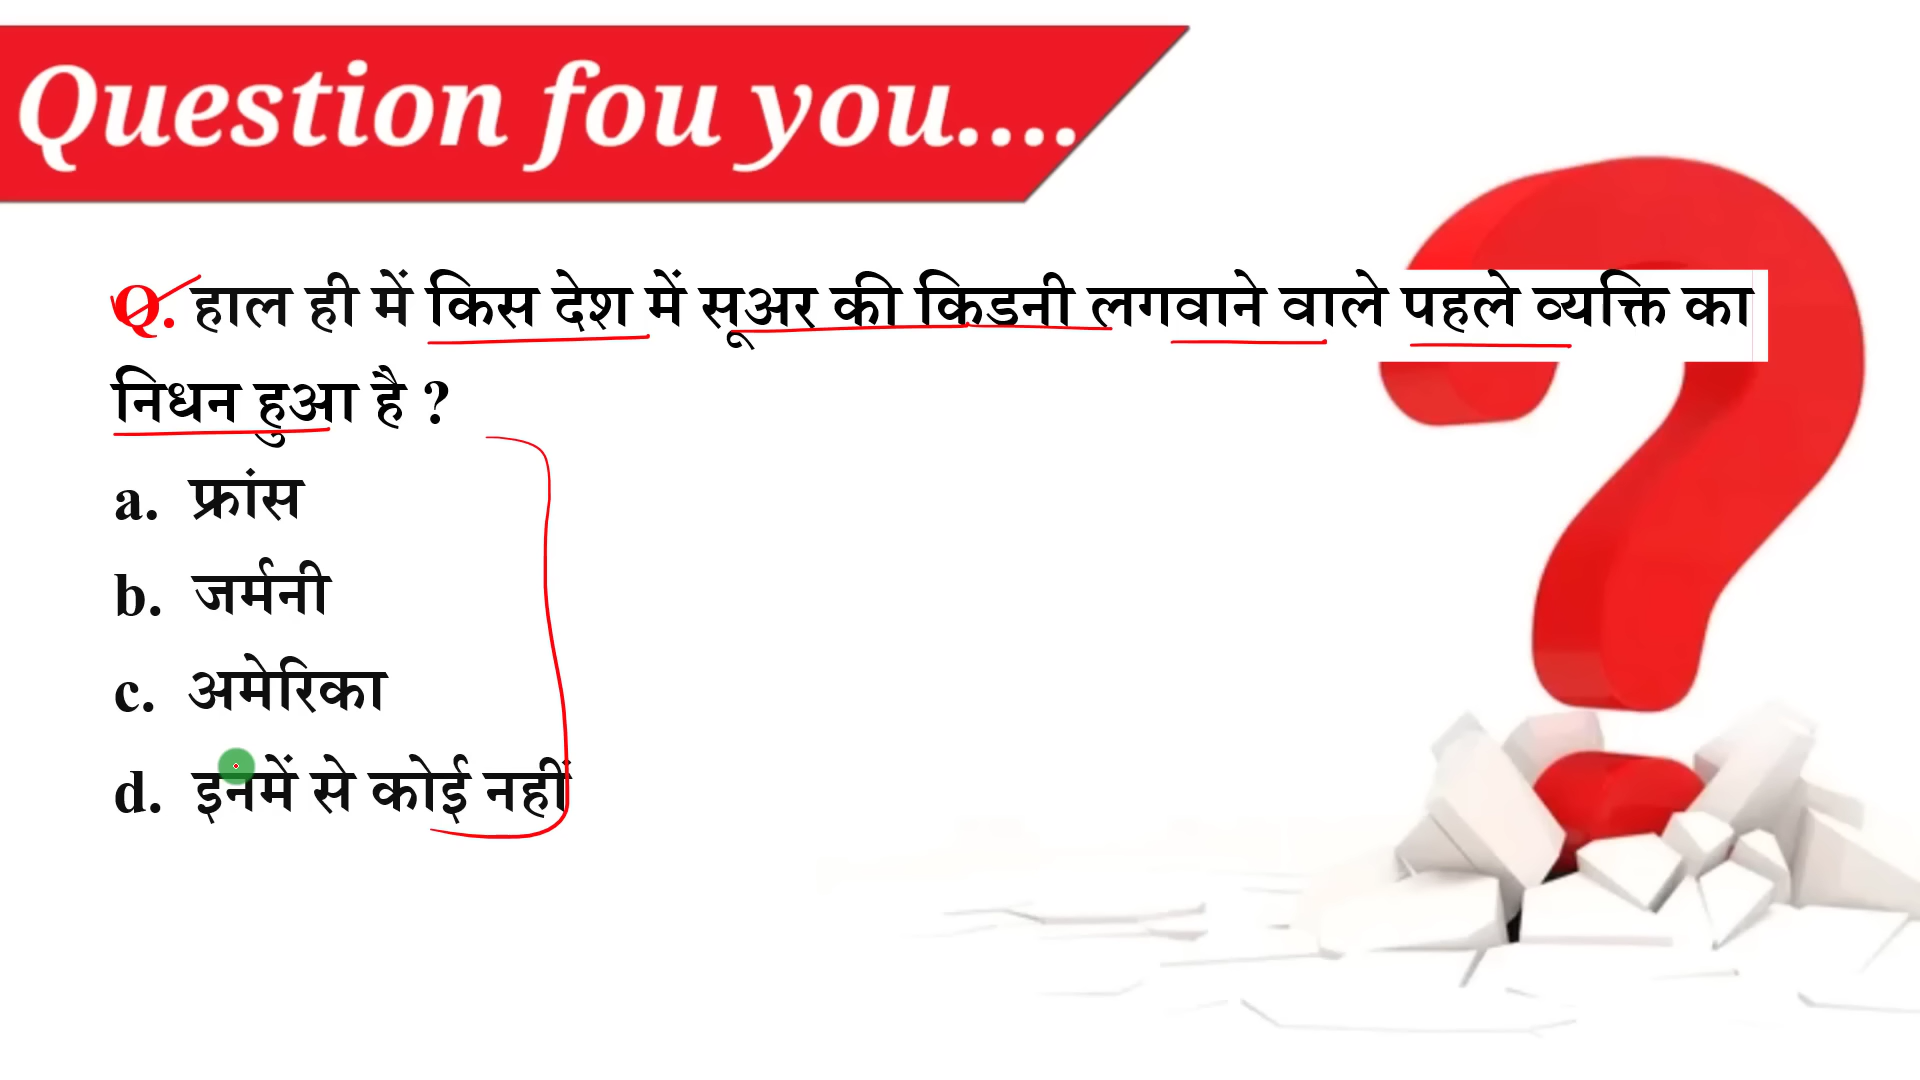 Question fou you....
Q. हाल ही में किस देश में सूअर की किडनी लगवाने वाले पहले व्यक्ति का
निधन हुआ है ?
a. फ्रांस
b. जर्मनी
c. अमेरिका
d. इनमें से कोई नहीं